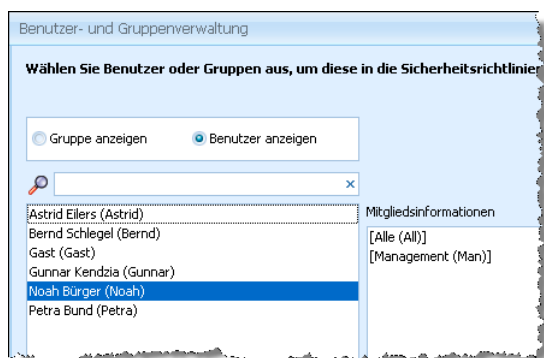 Benutzer- und Gruppenverwaltung
Wählen Sie Benutzer oder Gruppen aus, um diese in die Sicherheitsrichtlinien
Gruppe anzeigen Benutzer anzeigen
Astrid Eilers (Astrid)
Bernd Schlegel (Bernd)
Gast (Gast)
Gunnar Kendzia (Gunnar)
Noah Bürger (Noah)
Petra Bund (Petra)
Mitgliedsinformationen
[Alle (All)]
[Management (Man)]